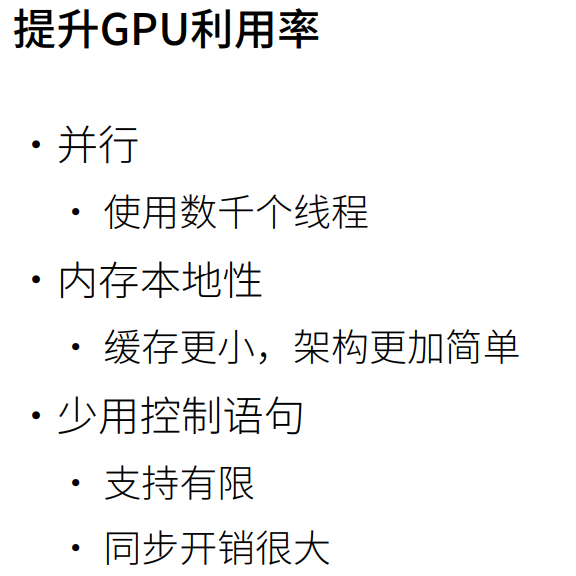 提升GPU利用率
• 并行
• 使用数千个线程
• 内存本地性
• 缓存更小，架构更加简单
• 少用控制语句
• 支持有限
• 同步开销很大